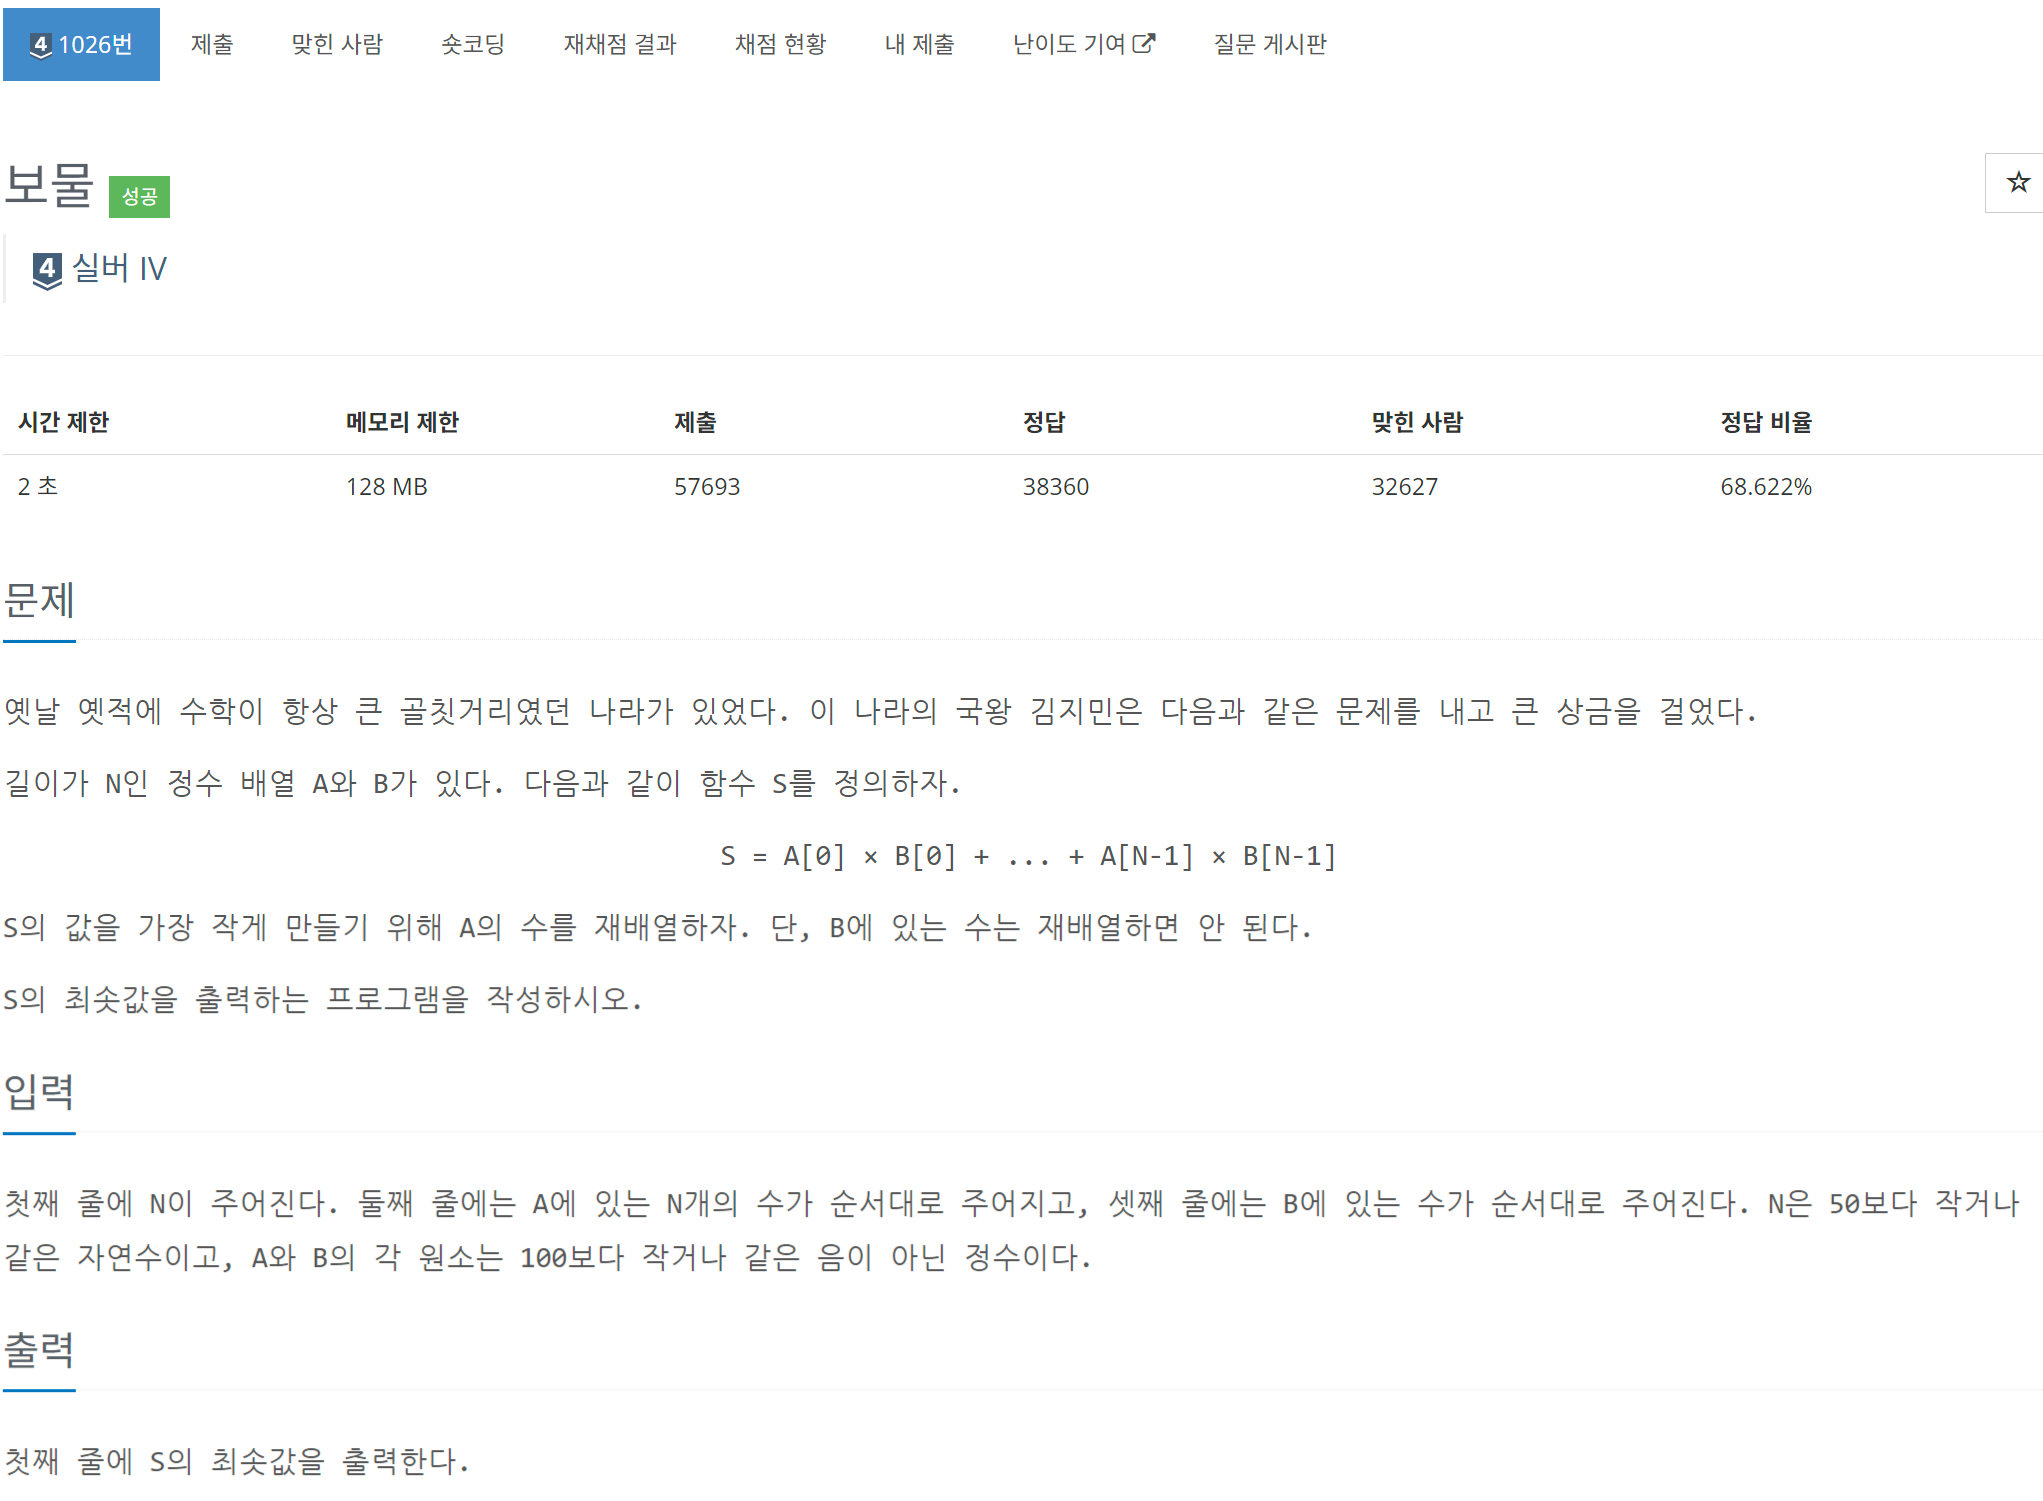 4 1026번 제출 맞힌 사람 숏코딩 재채점 결과 채점 현황 내 제출 난이도 기여 질문 게시판
보물 성공
4 실버 IV
시간 제한 메모리 제한 제출 정답 맞힌 사람 정답 비율
2 초 128 MB 57693 38360 32627 68.622%
문제
옛날 옛적에 수학이 항상 큰 골칫거리였던 나라가 있었다. 이 나라의 국왕 김지민은 다음과 같은 문제를 내고 큰 상금을 걸었다.
길이가 N인 정수 배열 A와 B가 있다. 다음과 같이 함수 S를 정의하자.
S = A[0] × B[0] + ... + A[N-1] × B[N-1]
S의 값을 가장 작게 만들기 위해 A의 수를 재배열하자. 단, B에 있는 수는 재배열하면 안 된다.
S의 최솟값을 출력하는 프로그램을 작성하시오.
입력
첫째 줄에 N이 주어진다. 둘째 줄에는 A에 있는 N개의 수가 순서대로 주어지고, 셋째 줄에는 B에 있는 수가 순서대로 주어진다. N은 50보다 작거나
같은 자연수이고, A와 B의 각 원소는 100보다 작거나 같은 음이 아닌 정수이다.
출력
첫째 줄에 S의 최솟값을 출력한다.